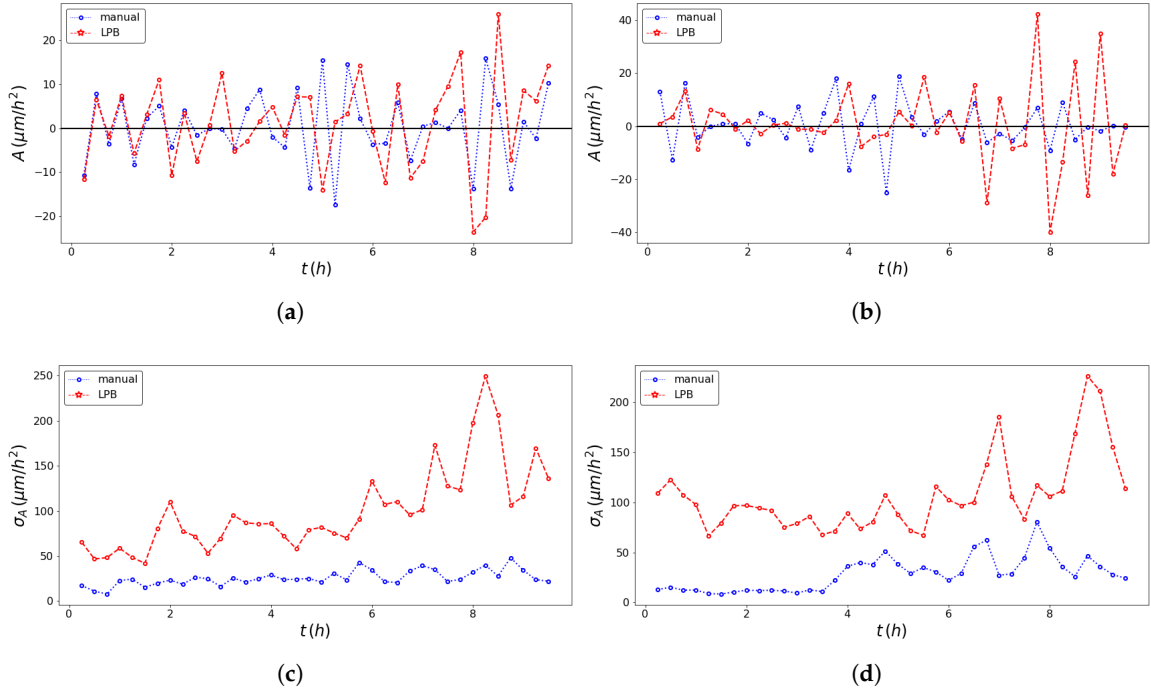 manual
LPB
20
10
0
−10
−20
A (μm/h²)
0 2 4 6 8
t (h)
(a)
manual
LPB
40
20
0
−20
−40
A (μm/h²)
0 2 4 6 8
t (h)
(b)
manual
LPB
250
200
150
100
50
0
σ_A (μm/h²)
0 2 4 6 8
t (h)
(c)
manual
LPB
200
150
100
50
0
σ_A (μm/h²)
0 2 4 6 8
t (h)
(d)